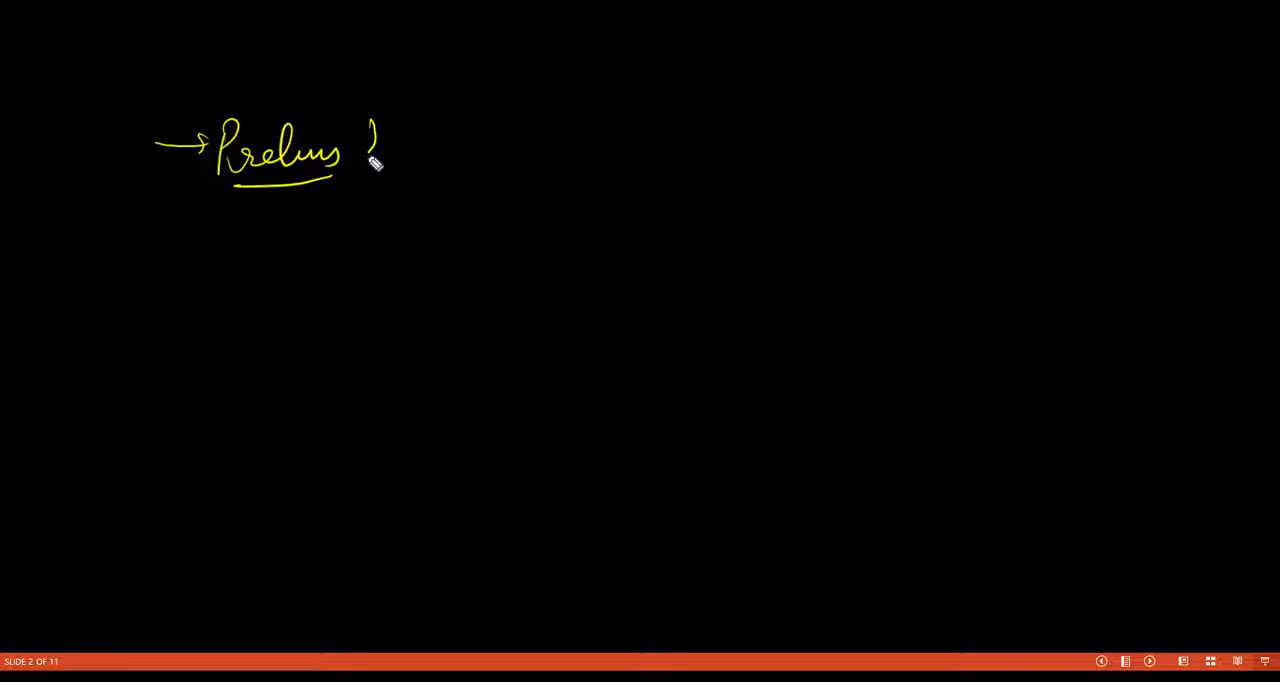 → Prelims )
SLIDE 2 OF 11